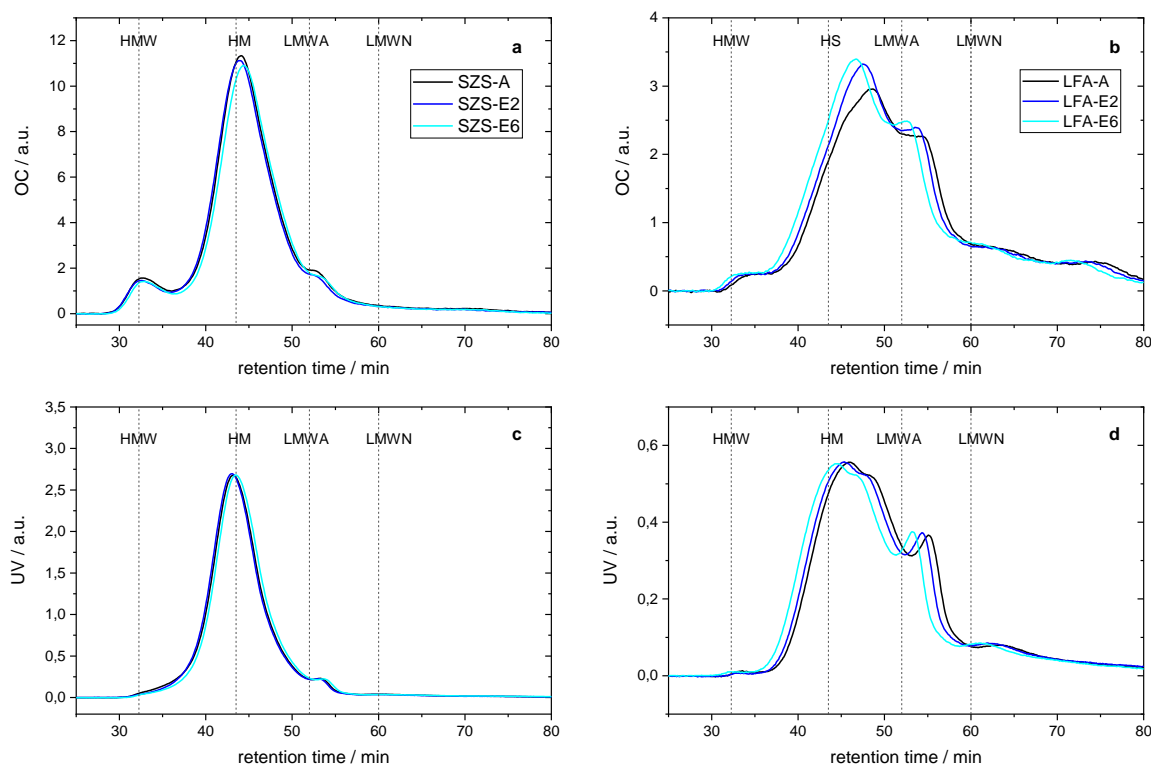 HMW HM LMWA LMWN a
SZS-A
SZS-E2
SZS-E6
12
10
8
6
4
2
0
OC / a.u.
30 40 50 60 70 80
retention time / min
HMW HS LMWA LMWN b
LFA-A
LFA-E2
LFA-E6
4
3
2
1
0
OC / a.u.
30 40 50 60 70 80
retention time / min
HMW HM LMWA LMWN c
3,5
3,0
2,5
2,0
1,5
1,0
0,5
0,0
UV / a.u.
30 40 50 60 70 80
retention time / min
HMW HM LMWA LMWN d
0,6
0,4
0,2
0,0
UV / a.u.
30 40 50 60 70 80
retention time / min